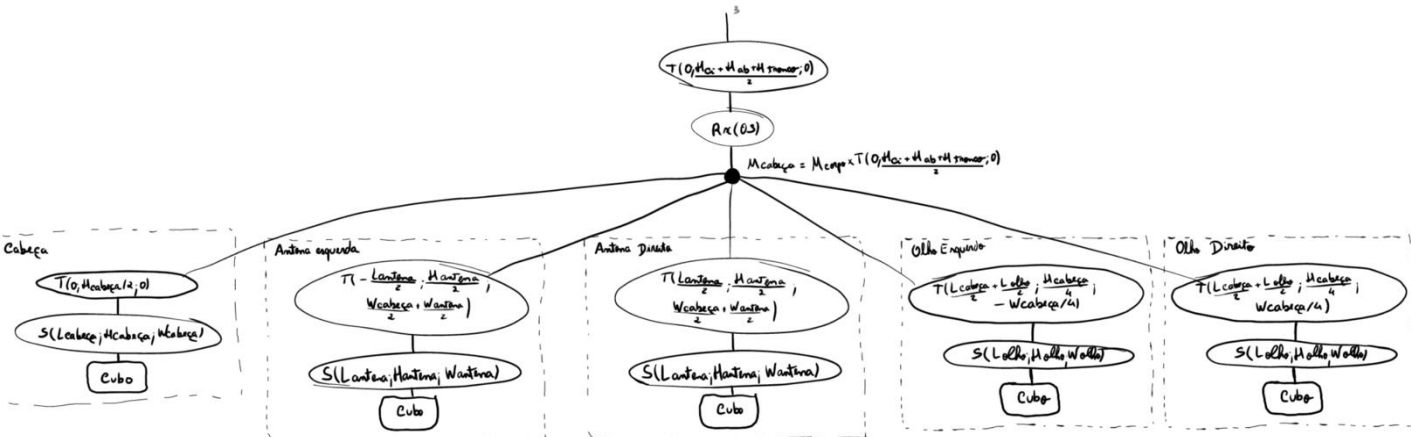 3
T(0; Hci + Hab + Htronco; 0)
2
Rx(θ3)
Mcabeça = Mcorpo × T(0; Hci + Hab + Htronco; 0)
2
Cabeça
T(0; Hcabeça/2; 0)
S(Lcabeça; Hcabeça; Wcabeça)
Cubo
Antena esquerda
T(- Lantena/2; Hantena/2;
Wcabeça/2 + Wantena/2)
S(Lantena; Hantena; Wantena)
Cubo
Antena Direita
T(Lantena/2; Hantena/2;
Wcabeça/2 + Wantena/2)
S(Lantena; Hantena; Wantena)
Cubo
Olho Esquerdo
T(Lcabeça/2 + Lolho/2; Hcabeça/4;
- Wcabeça/4)
S(Lolho; Holho; Wolho)
Cubo
Olho Direito
T(Lcabeça/2 + Lolho/2; Hcabeça/4;
Wcabeça/4)
S(Lolho; Holho; Wolho)
Cubo